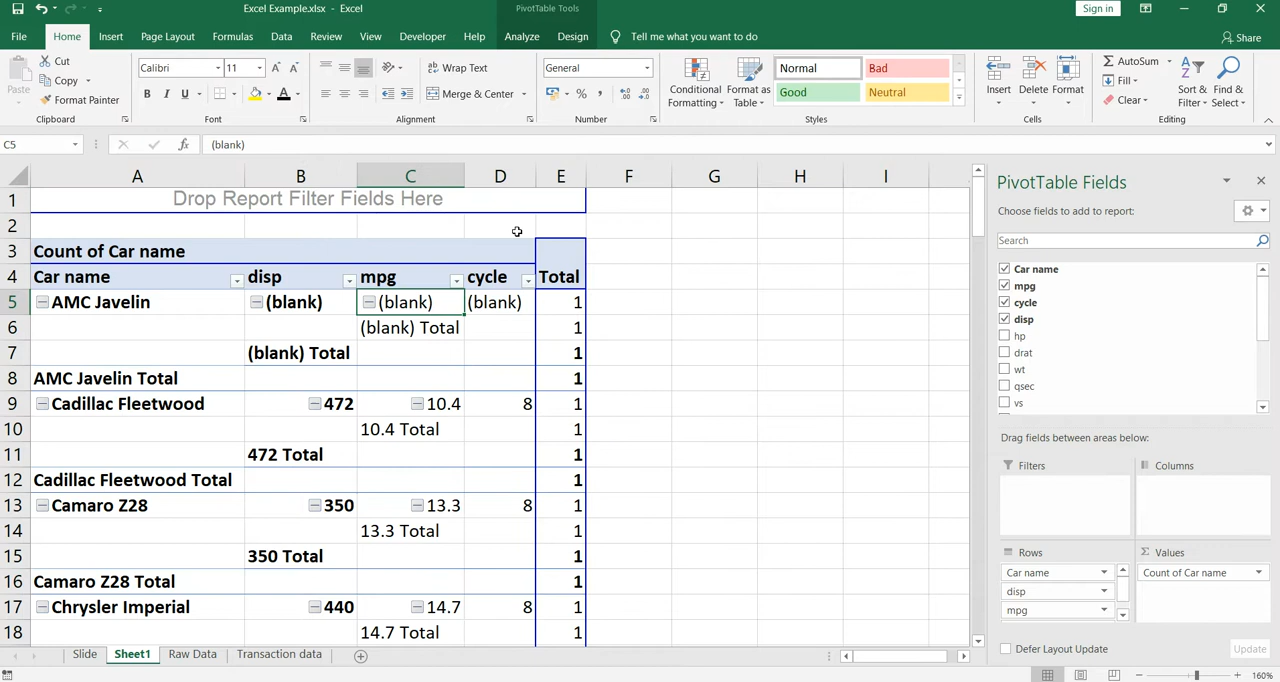 Excel Example.xlsx - Excel
PivotTable Tools
Sign in
File Home Insert Page Layout Formulas Data Review View Developer Help Analyze Design Tell me what you want to do Share
Paste
Cut
Copy
Format Painter
Clipboard
Calibri 11
B I U
Font
Wrap Text
Merge & Center
Alignment
General
Number
Conditional Formatting
Format as Table
Normal Bad
Good Neutral
Styles
Insert Delete Format
Cells
AutoSum
Fill
Clear
Sort & Filter
Find & Select
Editing
C5 fx (blank)
A B C D E F G H I
1 Drop Report Filter Fields Here
2
3 Count of Car name
4 Car name disp mpg cycle Total
5 AMC Javelin (blank) (blank) (blank) 1
6 (blank) Total 1
7 (blank) Total 1
8 AMC Javelin Total 1
9 Cadillac Fleetwood 472 10.4 8 1
10 10.4 Total 1
11 472 Total 1
12 Cadillac Fleetwood Total 1
13 Camaro Z28 350 13.3 8 1
14 13.3 Total 1
15 350 Total 1
16 Camaro Z28 Total 1
17 Chrysler Imperial 440 14.7 8 1
18 14.7 Total 1
PivotTable Fields
Choose fields to add to report:
Search
Car name
mpg
cycle
disp
hp
drat
wt
qsec
vs
Drag fields between areas below:
Filters
Columns
Rows
Car name
disp
mpg
Values
Count of Car name
Defer Layout Update Update
Slide Sheet1 Raw Data Transaction data
160%